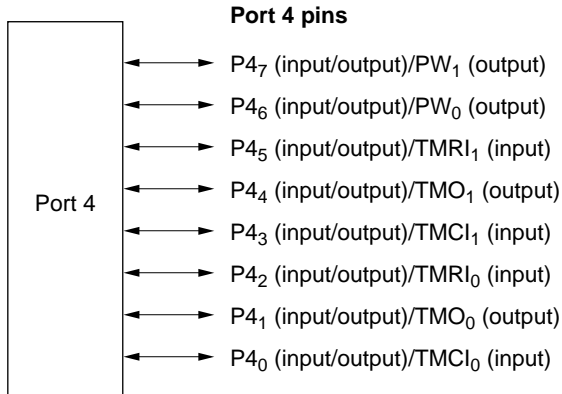 Port 4 pins
P4₇ (input/output)/PW₁ (output)
P4₆ (input/output)/PW₀ (output)
P4₅ (input/output)/TMRI₁ (input)
Port 4
P4₄ (input/output)/TMO₁ (output)
P4₃ (input/output)/TMCI₁ (input)
P4₂ (input/output)/TMRI₀ (input)
P4₁ (input/output)/TMO₀ (output)
P4₀ (input/output)/TMCI₀ (input)